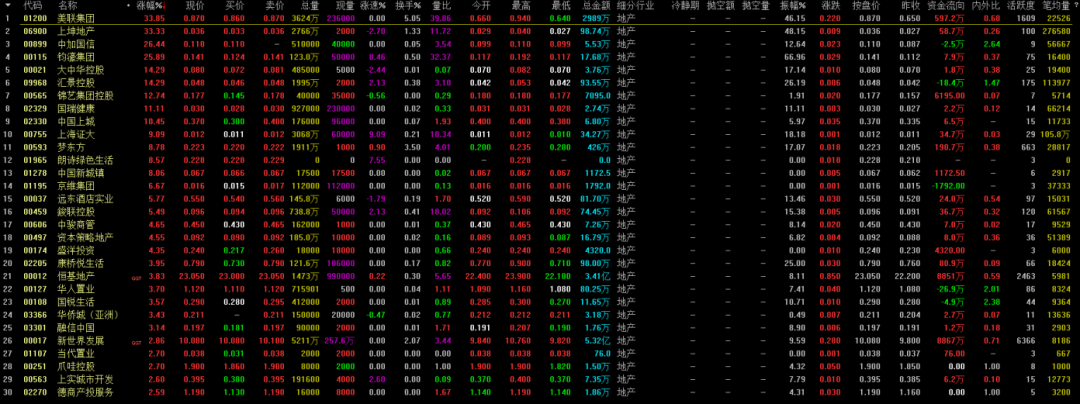 代码 名称 涨幅% 现价 买价 卖价 总量 现量 涨速% 换手% 量比 今开 最高 最低 总金额 细分行业 冷静期 抛空额 抛空量 振幅% 涨跌 按盘价 昨收 资金流向 内外比 活跃度 笔均量
1 01200 美联集团 33.85 0.870 0.860 0.870 3624万 236000 0.00 5.05 39.86 0.660 0.940 0.640 2989万 地产 – – – 46.15 0.220 0.870 0.650 597.2万 0.60 1609 22526
2 06900 上坤地产 33.33 0.036 0.033 0.036 2766万 2000 -2.70 1.33 11.72 0.029 0.040 0.027 98.74万 地产 – – – 48.15 0.009 0.036 0.027 58.7万 0.26 100 276580
3 00899 中加国信 26.44 0.110 0.110 – 510000 40000 0.00 0.05 3.54 0.099 0.110 0.099 5.53万 地产 – – – 12.64 0.023 0.110 0.087 -2.5万 2.64 9 56667
4 01115 钧濠集团 25.89 0.141 0.124 0.141 123.0万 50000 8.46 0.50 32.37 0.117 0.192 0.117 17.68万 地产 – – – 66.96 0.029 0.141 0.112 7.9万 0.37 75 16400
5 00021 大中华控股 14.29 0.080 0.072 0.081 485000 5000 -2.44 0.01 0.07 0.070 0.082 0.070 3.76万 地产 – – – 17.14 0.010 0.080 0.070 1.8万 0.38 25 19400
6 09968 汇景控股 14.29 0.048 0.046 0.048 1995万 2000 2.13 0.38 3.10 0.042 0.053 0.042 93.55万 地产 – – – 26.19 0.006 0.048 0.042 -18.4万 1.47 175 113977
7 00565 锦艺集团控股 12.74 0.177 0.145 0.178 40000 35000 -0.56 0.00 0.29 0.180 0.180 0.177 7095.0 地产 – – – 1.91 0.020 0.177 0.157 6195.00 0.07 7 5714
8 02329 国瑞健康 11.11 0.030 0.028 0.030 927000 230000 0.00 0.02 0.33 0.031 0.031 0.028 2.74万 地产 – – – 11.11 0.003 0.030 0.027 2.2万 0.12 14 66214
9 02330 中国上城 10.45 0.370 0.300 0.400 176000 96000 0.00 0.07 1.93 0.400 0.400 0.380 6.80万 地产 – – – 5.97 0.035 0.370 0.335 6.5万 – 15 11733
10 00755 上海证大 9.09 0.012 0.011 0.012 3068万 60000 9.09 0.21 10.34 0.011 0.012 0.010 34.27万 地产 – – – 18.18 0.001 0.012 0.011 34.7万 0.03 29 105.8万
11 00593 梦东方 8.78 0.223 0.220 0.222 1911万 1000 0.90 3.50 4.01 0.200 0.235 0.200 426万 地产 – – – 17.07 0.018 0.223 0.205 190.7万 0.38 663 28817
12 01965 朗诗绿色生活 8.57 0.228 0.228 0.229 0 0 7.55 0.00 0.00 – 0.228 – 0.0 地产 – – – 0.00 0.018 0.228 0.210 – – 3 0
13 01278 中国新城镇 8.06 0.067 0.066 0.067 17500 17500 0.00 0.00 0.02 0.067 0.067 0.067 1172.5 地产 – – – 0.00 0.005 0.067 0.062 1172.50 – 6 2917
14 01195 京维集团 6.67 0.016 0.015 0.017 112000 112000 0.00 0.00 0.13 0.016 0.016 0.016 1792.0 地产 – – – 0.00 0.001 0.016 0.015 -1792.00 – 3 37333
15 00037 远东酒店实业 5.77 0.550 0.540 0.560 145.8万 6000 -1.79 0.19 1.70 0.520 0.590 0.520 81.70万 地产 – – – 13.46 0.030 0.550 0.520 24.0万 0.54 97 15031
16 00459 鋑联控股 5.49 0.096 0.094 0.096 738.8万 50000 2.13 0.41 10.02 0.092 0.106 0.092 74.45万 地产 – – – 15.38 0.005 0.096 0.091 36.7万 0.32 120 61567
17 00606 中骏商管 4.65 0.450 0.430 0.450 162000 1000 0.00 0.01 0.37 0.430 0.465 0.430 7.26万 地产 – – – 8.14 0.020 0.450 0.430 7.0万 0.02 17 9529
18 00497 资本策略地产 4.55 0.092 0.090 0.092 185.0万 10000 0.00 0.02 0.16 0.089 0.093 0.087 16.79万 地产 – – – 6.82 0.004 0.092 0.088 8.0万 0.36 36 51389
19 00174 盛洋投资 4.35 0.240 0.217 0.260 18000 10000 0.00 0.00 0.66 0.240 0.240 0.240 4320.0 地产 – – – 0.00 0.010 0.240 0.230 4320.00 – 3 6000
20 02205 康桥悦生活 3.95 0.790 0.730 0.790 121.6万 186000 0.00 0.17 0.82 0.770 0.900 0.710 98.00万 地产 – – – 25.00 0.030 0.790 0.760 80.9万 0.09 66 18424
21 00012 恒基地产 3.83 23.050 23.000 23.050 1473万 990000 0.22 0.30 5.65 22.400 23.900 22.100 3.41亿 地产 – – – 8.11 0.850 23.050 22.200 8851万 0.59 2463 5981
22 00127 华人置业 3.70 1.120 1.110 1.120 715901 500 0.00 0.04 1.11 1.090 1.160 1.080 80.25万 地产 – – – 7.41 0.040 1.120 1.080 -26.9万 2.01 86 8324
23 00108 国锐生活 3.57 0.290 0.280 0.295 412000 2000 0.00 0.01 0.89 0.285 0.300 0.270 11.65万 地产 – – – 10.71 0.010 0.290 0.280 -4.9万 2.38 44 9364
24 03366 华侨城（亚洲） 3.43 0.211 – 0.211 150000 20000 -0.47 0.02 0.77 0.212 0.212 0.211 3.18万 地产 – – – 0.49 0.007 0.211 0.204 2.7万 0.07 11 13636
25 03301 融信中国 3.14 0.197 0.181 0.197 90000 2000 0.00 0.01 1.71 0.191 0.207 0.190 1.76万 地产 – – – 8.90 0.006 0.197 0.191 1.2万 0.18 31 2903
26 00017 新世界发展 2.86 10.080 10.080 10.100 5211万 257.6万 0.00 2.07 3.44 9.840 10.760 9.820 5.32亿 地产 – – – 9.59 0.280 10.080 9.800 8867万 0.71 6366 8186
27 01107 当代置业 2.70 0.038 0.031 0.038 2000 2000 0.00 0.00 0.00 0.038 0.038 0.038 76.0 地产 – – – 0.00 0.001 0.038 0.037 76.00 – 3 667
28 00251 爪哇控股 2.70 1.900 1.860 1.900 8000 2000 0.00 0.00 1.00 1.900 1.900 1.820 1.50万 地产 – – – 4.32 0.050 1.900 1.850 0.00 1.00 8 1000
29 00563 上实城市开发 2.60 0.395 0.380 0.395 191600 4000 2.60 0.00 0.09 0.370 0.400 0.370 7.35万 地产 – – – 7.79 0.010 0.395 0.385 6.2万 0.10 15 12773
30 02270 德商产投服务 2.59 1.190 1.130 1.190 16000 8000 0.00 0.00 1.67 1.140 1.190 1.140 1.86万 地产 – – – 4.31 0.030 1.190 1.160 0.00 1.00 5 3200